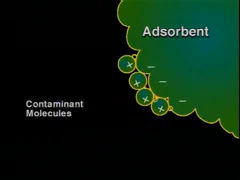 Adsorbent
+ −
+ −
+ + −
Contaminant
Molecules